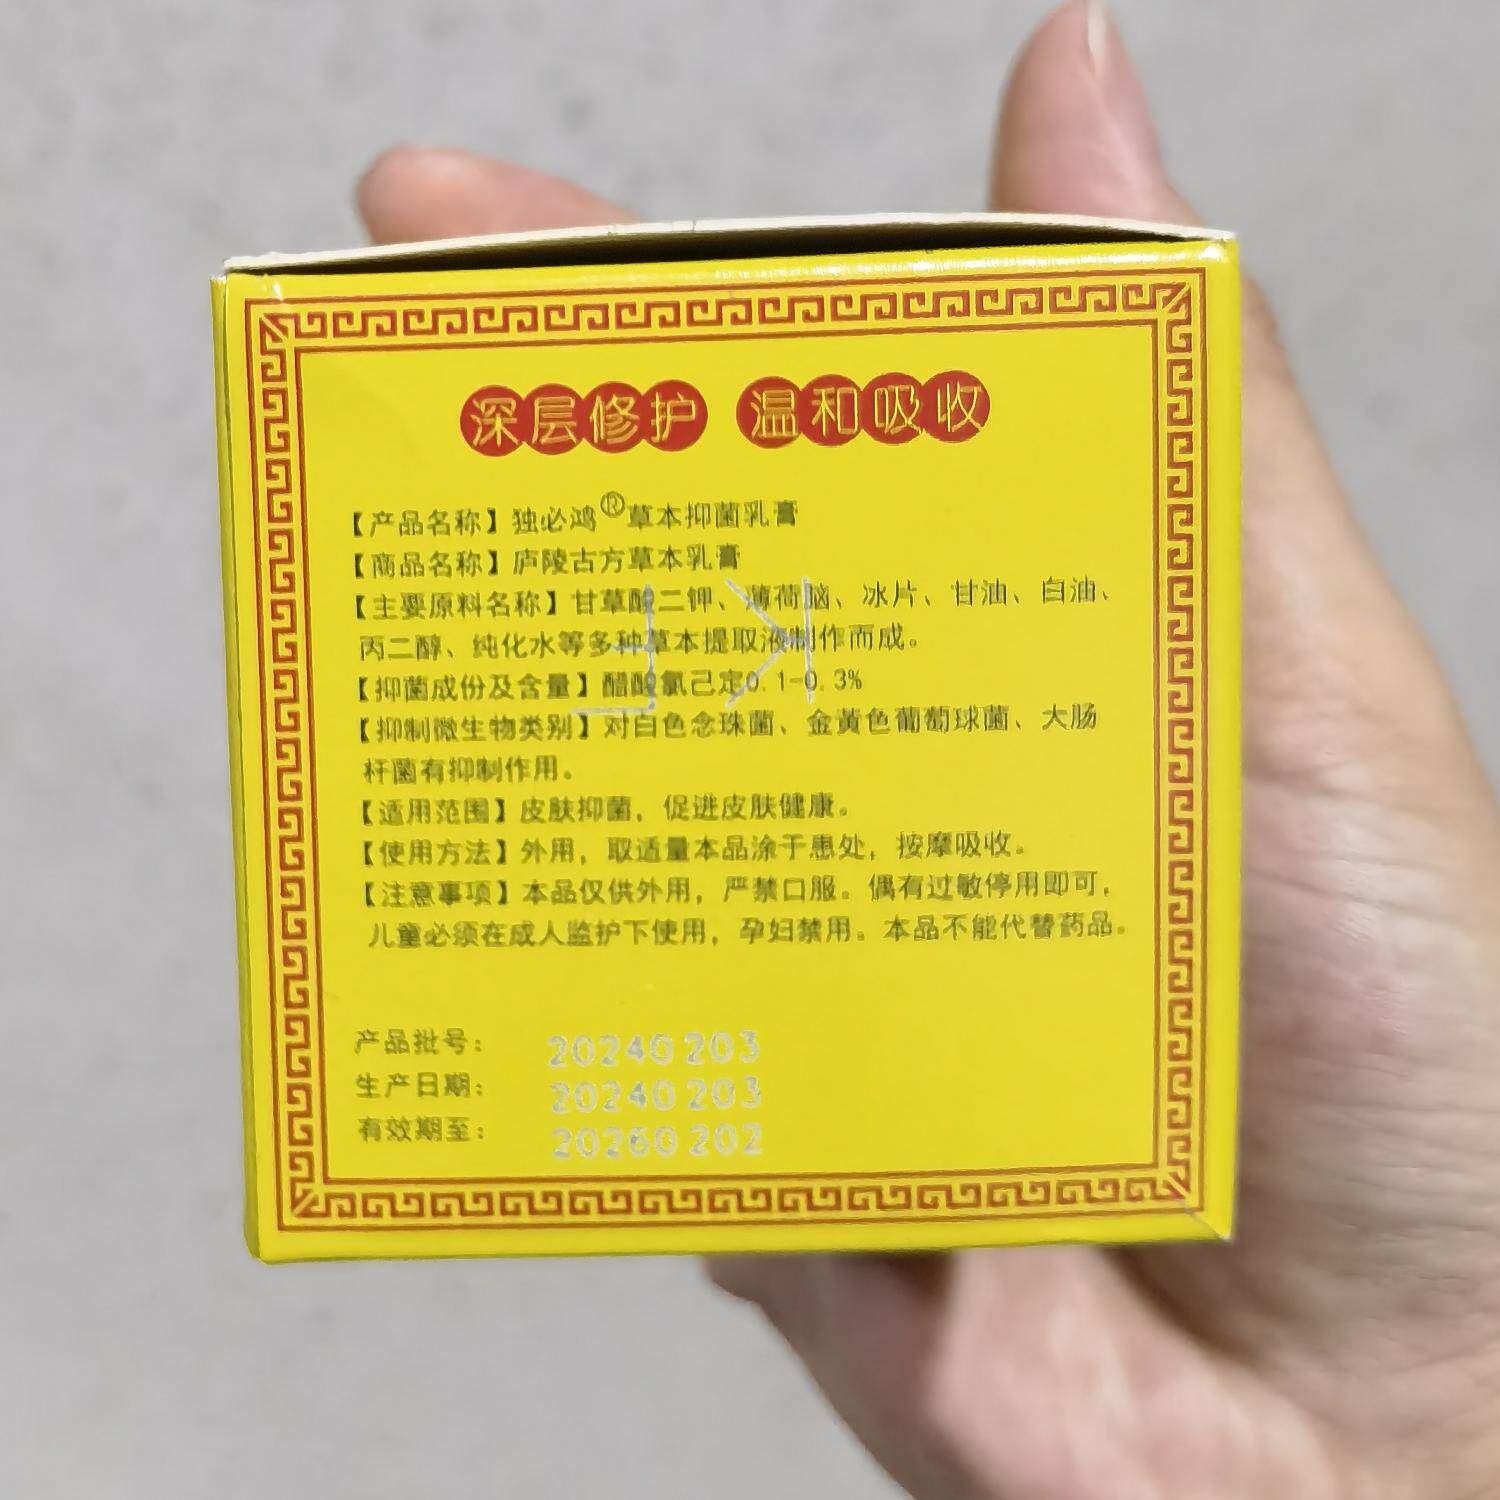 深层修护 温和吸收
【产品名称】独必鸿®草本抑菌乳膏
【商品名称】庐陵古方草本乳膏
【主要原料名称】甘草酸二钾、薄荷脑、冰片、甘油、白油、
丙二醇、纯化水等多种草本提取液制作而成。
【抑菌成份及含量】醋酸氯己定0.1-0.3%
【抑制微生物类别】对白色念珠菌、金黄色葡萄球菌、大肠
杆菌有抑制作用。
【适用范围】皮肤抑菌，促进皮肤健康。
【使用方法】外用，取适量本品涂于患处，按摩吸收。
【注意事项】本品仅供外用，严禁口服。偶有过敏停用即可，
儿童必须在成人监护下使用，孕妇禁用。本品不能代替药品。
产品批号： 20240203
生产日期： 20240203
有效期至： 20260202